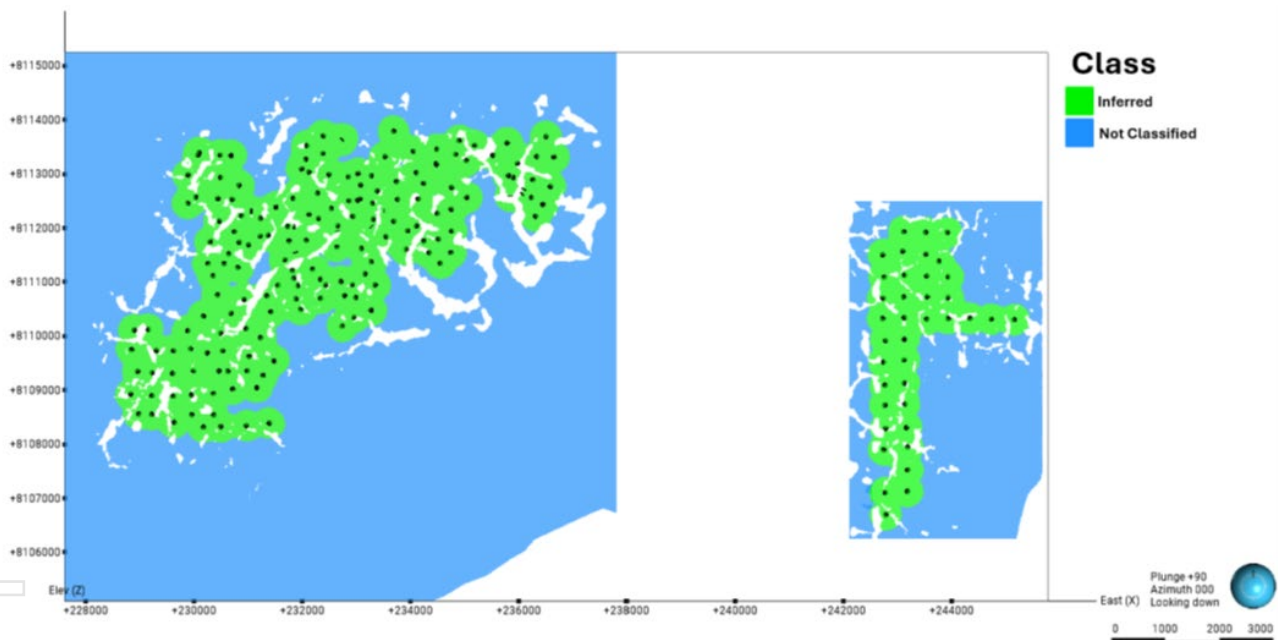 Class
Inferred
Not Classified
+8115000
+8114000
+8113000
+8112000
+8111000
+8110000
+8109000
+8108000
+8107000
+8106000
Elev (Z)
+228000 +230000 +232000 +234000 +236000 +238000 +240000 +242000 +244000
East (X)
Plunge +90
Azimuth 000
Looking down
0 1000 2000 3000